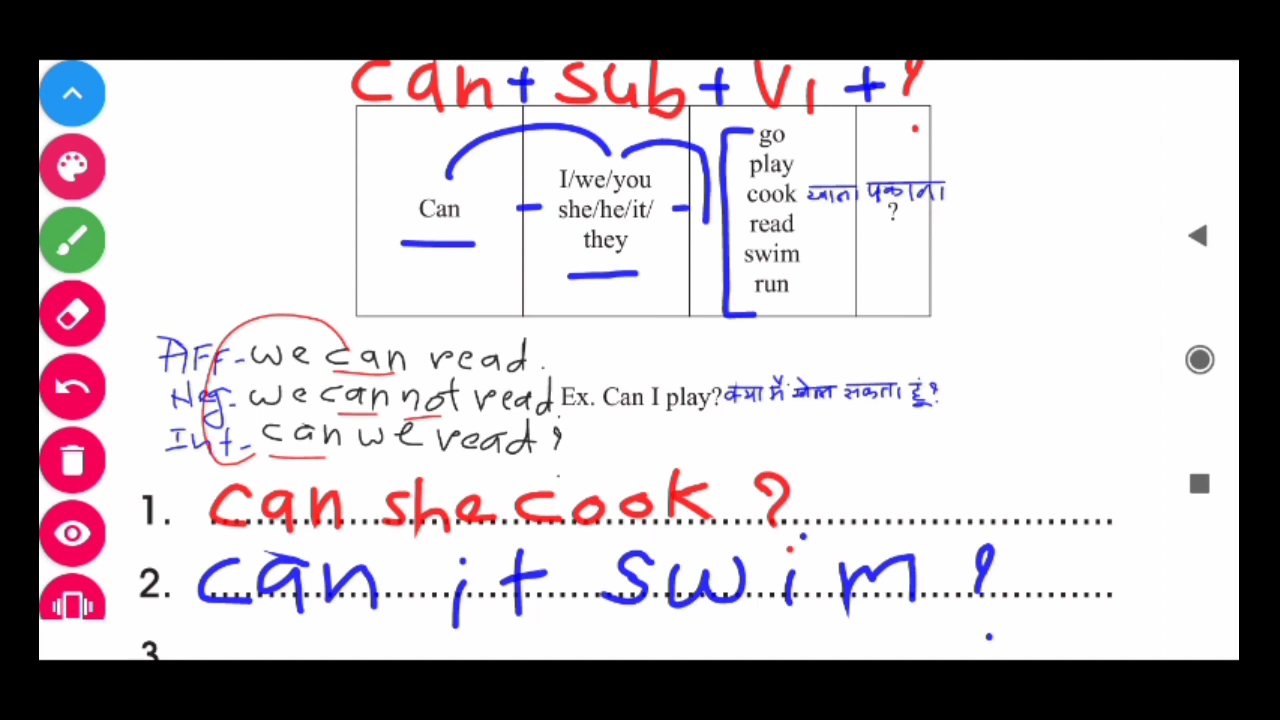 can + sub + V1 + ?
Can
I/we/you
she/he/it/
they
go
play
cook खाना पकाना
read
swim
run
?
Aff- we can read.
Neg- we can not read
Ex. Can I play? क्या मैं खेल सकता हूं?
Int- can we read?
1. can she cook ?
2. can it swim ?
3